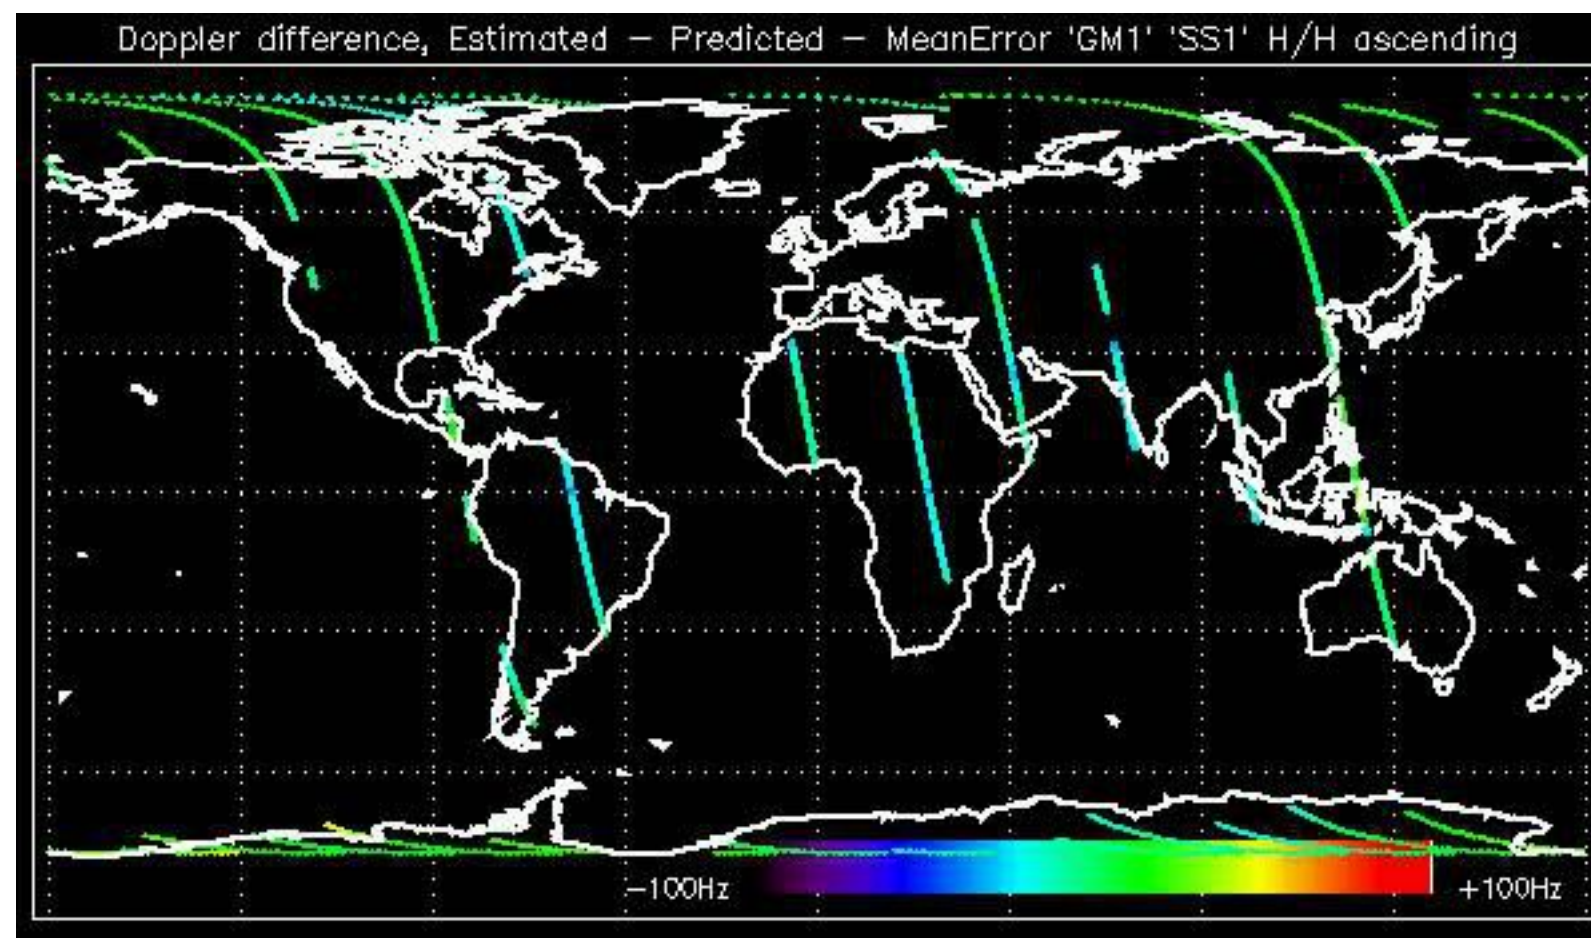 Doppler difference, Estimated – Predicted – MeanError 'GM1' 'SS1' H/H ascending
–100Hz
+100Hz